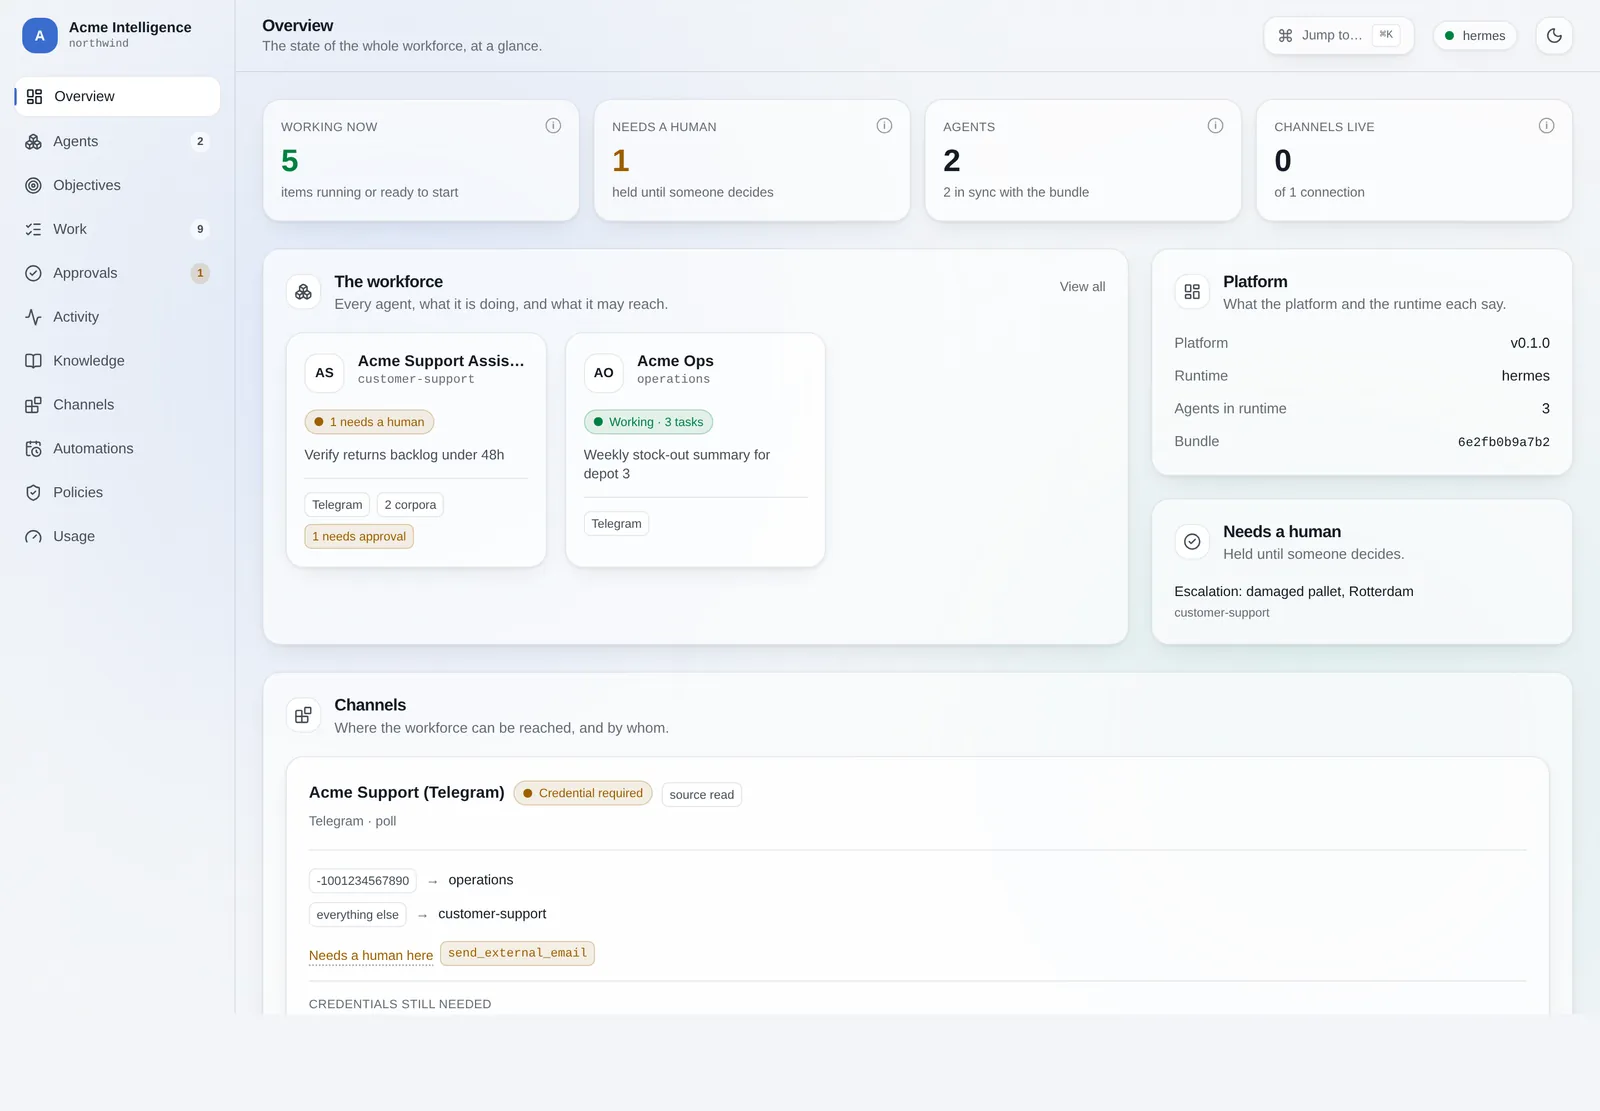 A
Acme Intelligence
northwind
Overview
Agents 2
Objectives
Work 9
Approvals 1
Activity
Knowledge
Channels
Automations
Policies
Usage
Overview
The state of the whole workforce, at a glance.
⌘ Jump to… ⌘K
hermes
WORKING NOW
5
items running or ready to start
NEEDS A HUMAN
1
held until someone decides
AGENTS
2
2 in sync with the bundle
CHANNELS LIVE
0
of 1 connection
The workforce
Every agent, what it is doing, and what it may reach.
View all
AS
Acme Support Assis…
customer-support
1 needs a human
Verify returns backlog under 48h
Telegram 2 corpora
1 needs approval
AO
Acme Ops
operations
Working · 3 tasks
Weekly stock-out summary for
depot 3
Telegram
Platform
What the platform and the runtime each say.
Platform v0.1.0
Runtime hermes
Agents in runtime 3
Bundle 6e2fb0b9a7b2
Needs a human
Held until someone decides.
Escalation: damaged pallet, Rotterdam
customer-support
Channels
Where the workforce can be reached, and by whom.
Acme Support (Telegram) Credential required source read
Telegram · poll
-1001234567890 → operations
everything else → customer-support
Needs a human here send_external_email
CREDENTIALS STILL NEEDED